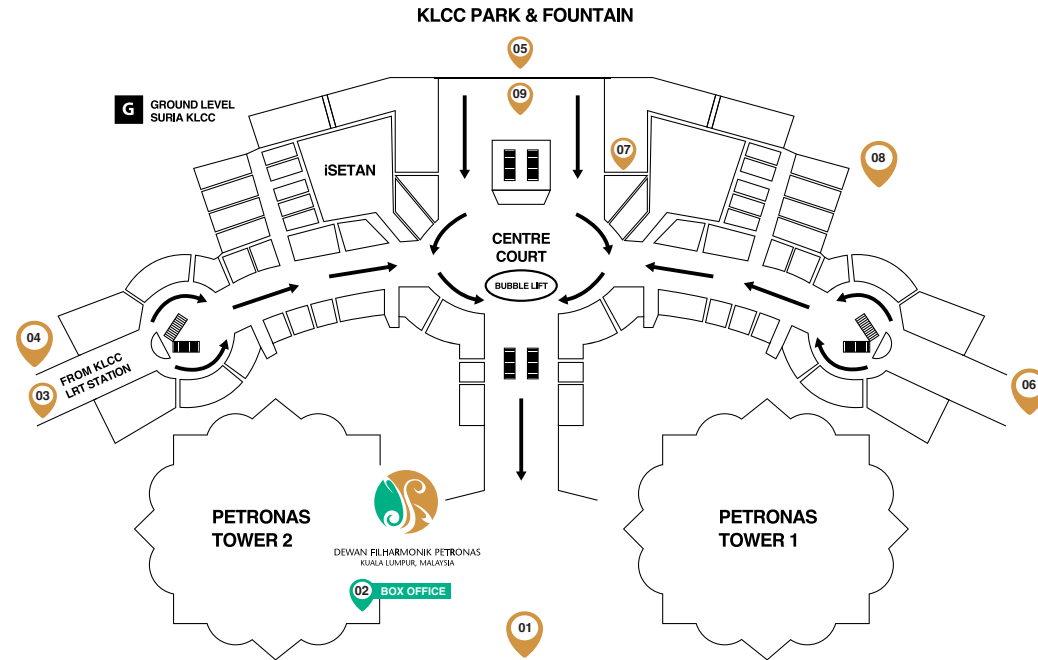 KLCC PARK & FOUNTAIN
05
09
G GROUND LEVEL
SURIA KLCC
07
08
iSETAN
CENTRE
COURT
BUBBLE LIFT
04
FROM KLCC
LRT STATION
03
06
PETRONAS
TOWER 2
PETRONAS
TOWER 1
DEWAN FILHARMONIK PETRONAS
KUALA LUMPUR, MALAYSIA
02 BOX OFFICE
01